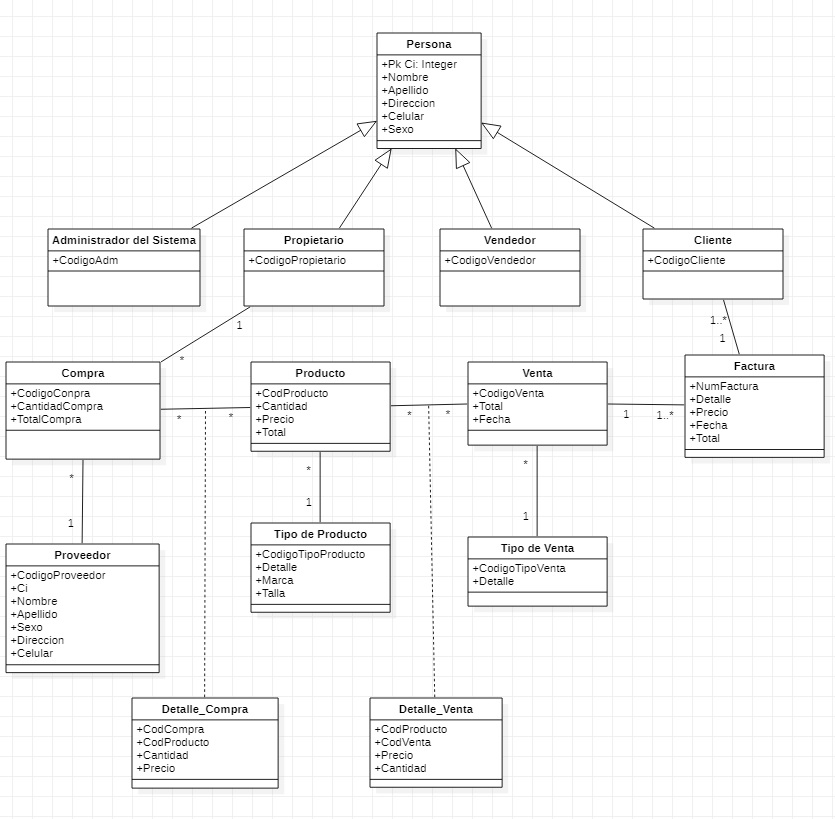 Persona
+Pk Ci: Integer
+Nombre
+Apellido
+Direccion
+Celular
+Sexo
Administrador del Sistema
+CodigoAdm
Propietario
+CodigoPropietario
Vendedor
+CodigoVendedor
Cliente
+CodigoCliente
1
*
1..*
1
Compra
+CodigoConpra
+CantidadCompra
+TotalCompra
*
*
Producto
+CodProducto
+Cantidad
+Precio
+Total
*
*
Venta
+CodigoVenta
+Total
+Fecha
1
1..*
Factura
+NumFactura
+Detalle
+Precio
+Fecha
+Total
*
1
*
1
*
1
Proveedor
+CodigoProveedor
+Ci
+Nombre
+Apellido
+Sexo
+Direccion
+Celular
Tipo de Producto
+CodigoTipoProducto
+Detalle
+Marca
+Talla
Tipo de Venta
+CodigoTipoVenta
+Detalle
Detalle_Compra
+CodCompra
+CodProducto
+Cantidad
+Precio
Detalle_Venta
+CodProducto
+CodVenta
+Precio
+Cantidad